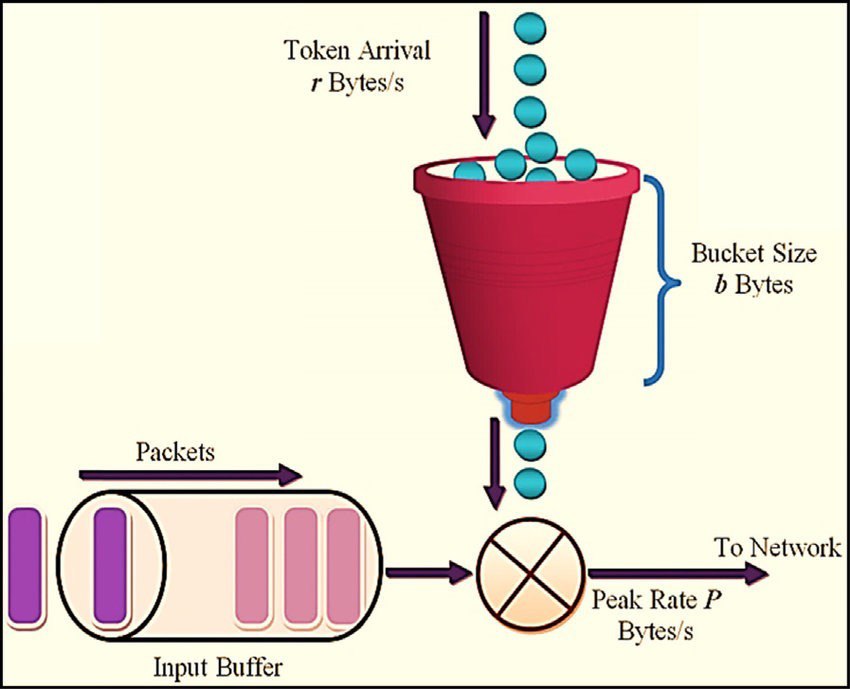 Token Arrival
r Bytes/s
Bucket Size
b Bytes
Packets
To Network
Peak Rate P
Bytes/s
Input Buffer